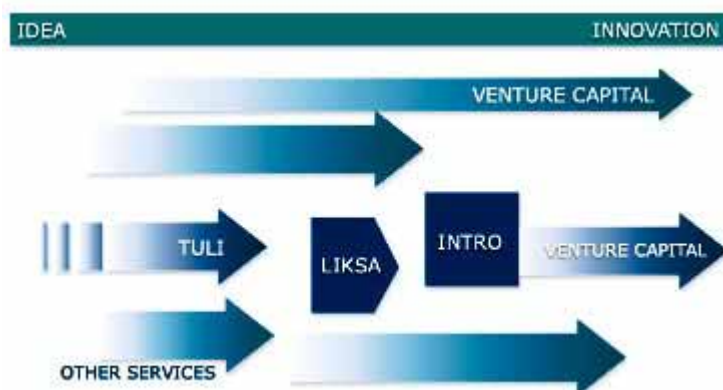 IDEA INNOVATION
VENTURE CAPITAL
TULI
LIKSA
INTRO
VENTURE CAPITAL
OTHER SERVICES